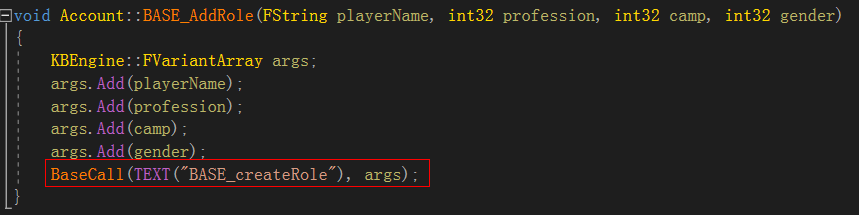 void Account::BASE_AddRole(FString playerName, int32 profession, int32 camp, int32 gender)
{
KBEngine::FVariantArray args;
args.Add(playerName);
args.Add(profession);
args.Add(camp);
args.Add(gender);
BaseCall(TEXT("BASE_createRole"), args);
}